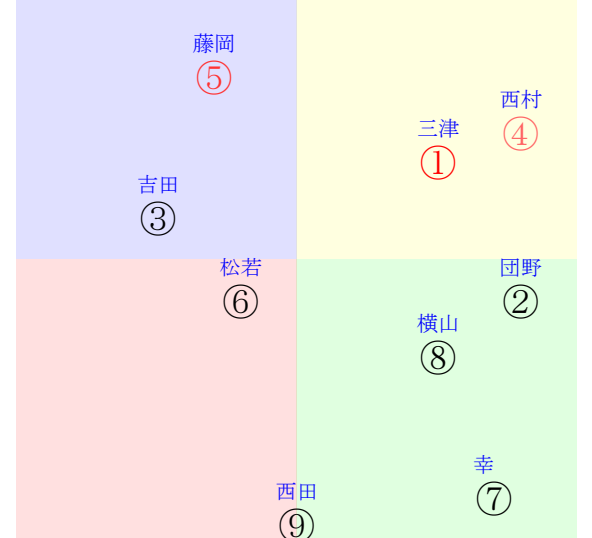 藤岡
⑤
西村
④
三津
①
吉田
③
松若
⑥
団野
②
横山
⑧
幸
⑦
西田
⑨